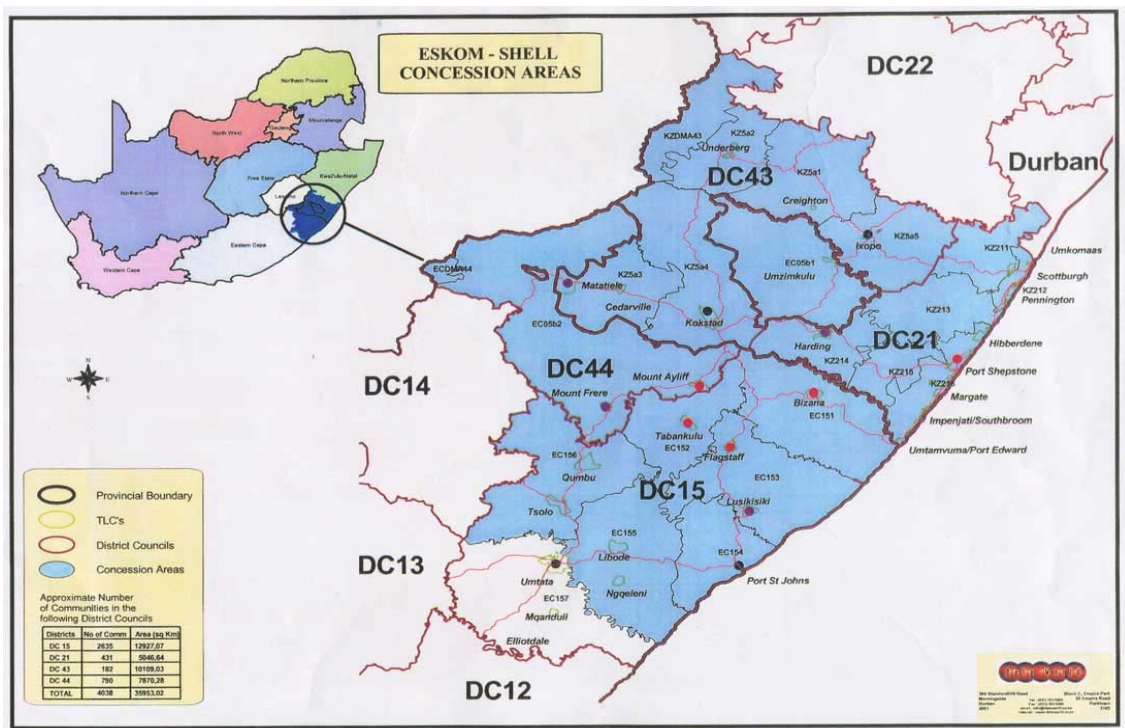 ESKOM - SHELL
CONCESSION AREAS
Northern Province
North West
Gauteng
Mpumalanga
Northern Cape
Free State
KwaZulu-Natal
Eastern Cape
Western Cape
DC22
Durban
KZDMA43
KZ5a2
Underberg
DC43
KZ5a1
Creighton
Ixopo
KZ5a5
KZ211
Umkomaas
Scottburgh
KZ212
Pennington
ECDMA44
Matatiele
KZ5a3
KZ5a4
EC05b1
Umzimkulu
Cedarville
Kokstad
KZ213
EC05b2
Harding
DC21
Hibberdene
KZ214
KZ215
Port Shepstone
DC44
Mount Ayliff
DC14
Mount Frere
Bizana
EC151
Margate
Impenjati/Southbroom
Umtamvuma/Port Edward
Tabankulu
EC152
Flagstaff
EC156
Qumbu
DC15
EC153
Lusikisiki
Tsolo
EC155
Libode
EC154
Port St Johns
DC13
Umtata
Ngqeleni
EC157
Mqanduli
Elliotdale
DC12
N
W
E
S
Provincial Boundary
TLC's
District Councils
Concession Areas
Approximate Number
of Communities in the
following District Councils
Districts No of Comm Area (sq Km)
DC 15 2635 12927,07
DC 21 431 5046,64
DC 43 182 10109,03
DC 44 790 7870,28
TOTAL 4038 35953,02